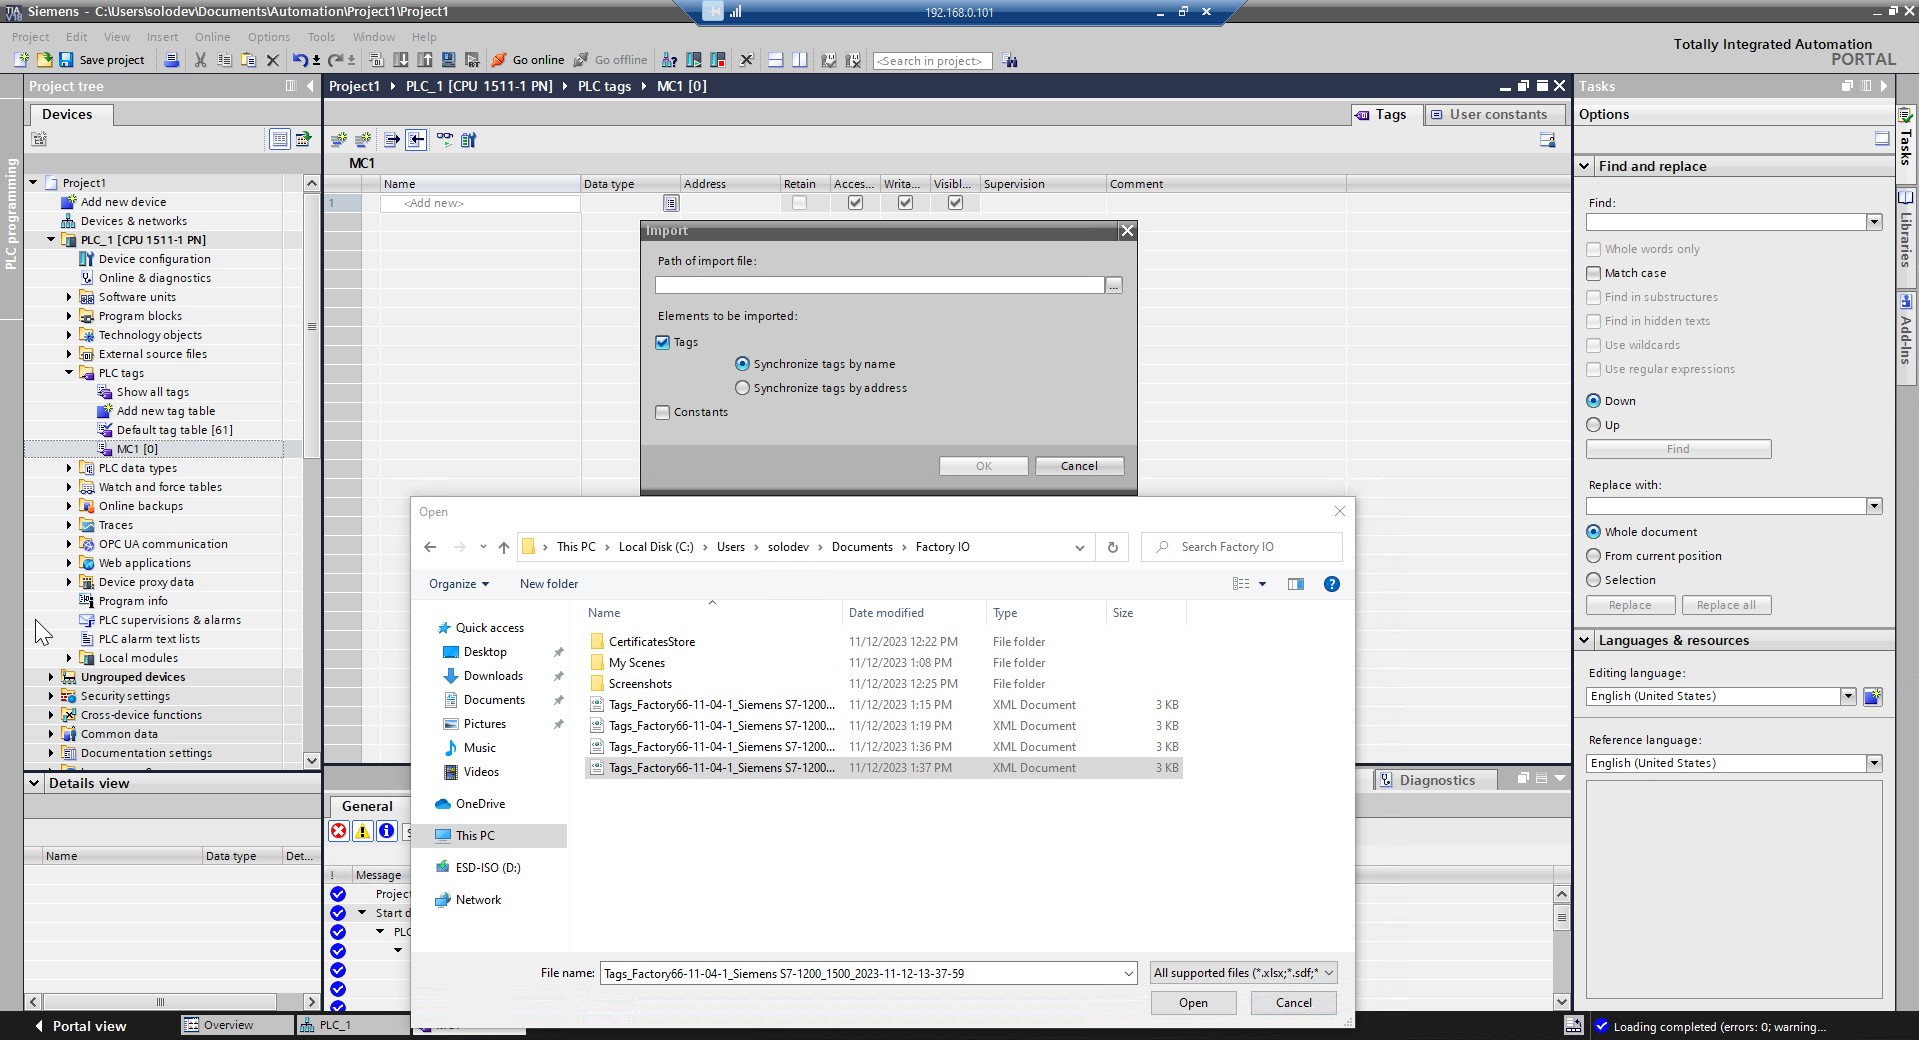 Siemens - C:\Users\solodev\Documents\Automation\Project1\Project1
192.168.0.101
Project Edit View Insert Online Options Tools Window Help
Save project
Go online
Go offline
<Search in project>
Totally Integrated Automation
PORTAL
Project tree
Project1 PLC_1 [CPU 1511-1 PN] PLC tags MC1 [0]
Tasks
Devices
Tags
User constants
Options
MC1
Name Data type Address Retain Acces... Writa... Visibl... Supervision Comment
1 <Add new>
PLC programming
Project1
Add new device
Devices & networks
PLC_1 [CPU 1511-1 PN]
Device configuration
Online & diagnostics
Software units
Program blocks
Technology objects
External source files
PLC tags
Show all tags
Add new tag table
Default tag table [61]
MC1 [0]
PLC data types
Watch and force tables
Online backups
Traces
OPC UA communication
Web applications
Device proxy data
Program info
PLC supervisions & alarms
PLC alarm text lists
Local modules
Ungrouped devices
Security settings
Cross-device functions
Common data
Documentation settings
Details view
Name Data type Det...
Import
Path of import file:
...
Elements to be imported:
Tags
Synchronize tags by name
Synchronize tags by address
Constants
OK
Cancel
Open
This PC Local Disk (C:) Users solodev Documents Factory IO
Search Factory IO
Organize
New folder
Quick access
Desktop
Downloads
Documents
Pictures
Music
Videos
OneDrive
This PC
ESD-ISO (D:)
Network
Name Date modified Type Size
CertificatesStore 11/12/2023 12:22 PM File folder
My Scenes 11/12/2023 1:08 PM File folder
Screenshots 11/12/2023 12:25 PM File folder
Tags_Factory66-11-04-1_Siemens S7-1200... 11/12/2023 1:15 PM XML Document 3 KB
Tags_Factory66-11-04-1_Siemens S7-1200... 11/12/2023 1:19 PM XML Document 3 KB
Tags_Factory66-11-04-1_Siemens S7-1200... 11/12/2023 1:36 PM XML Document 3 KB
Tags_Factory66-11-04-1_Siemens S7-1200... 11/12/2023 1:37 PM XML Document 3 KB
File name: Tags_Factory66-11-04-1_Siemens S7-1200_1500_2023-11-12-13-37-59
All supported files (*.xlsx;*.sdf;*
Open
Cancel
General
Diagnostics
! Message
Project
Start d
PLC
Find and replace
Find:
Whole words only
Match case
Find in substructures
Find in hidden texts
Use wildcards
Use regular expressions
Down
Up
Find
Replace with:
Whole document
From current position
Selection
Replace
Replace all
Languages & resources
Editing language:
English (United States)
Reference language:
English (United States)
Tasks
Libraries
Add-Ins
Portal view
Overview
PLC_1
Loading completed (errors: 0; warning...